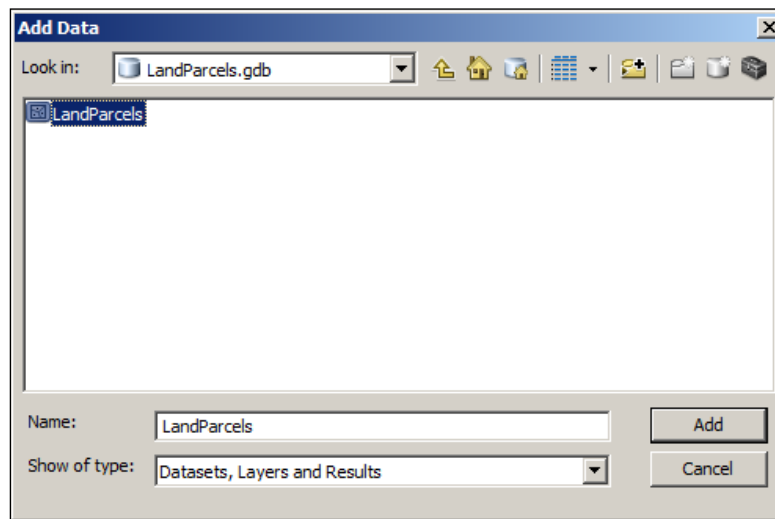 Add Data
Look in: LandParcels.gdb
LandParcels
Name: LandParcels
Add
Show of type: Datasets, Layers and Results
Cancel